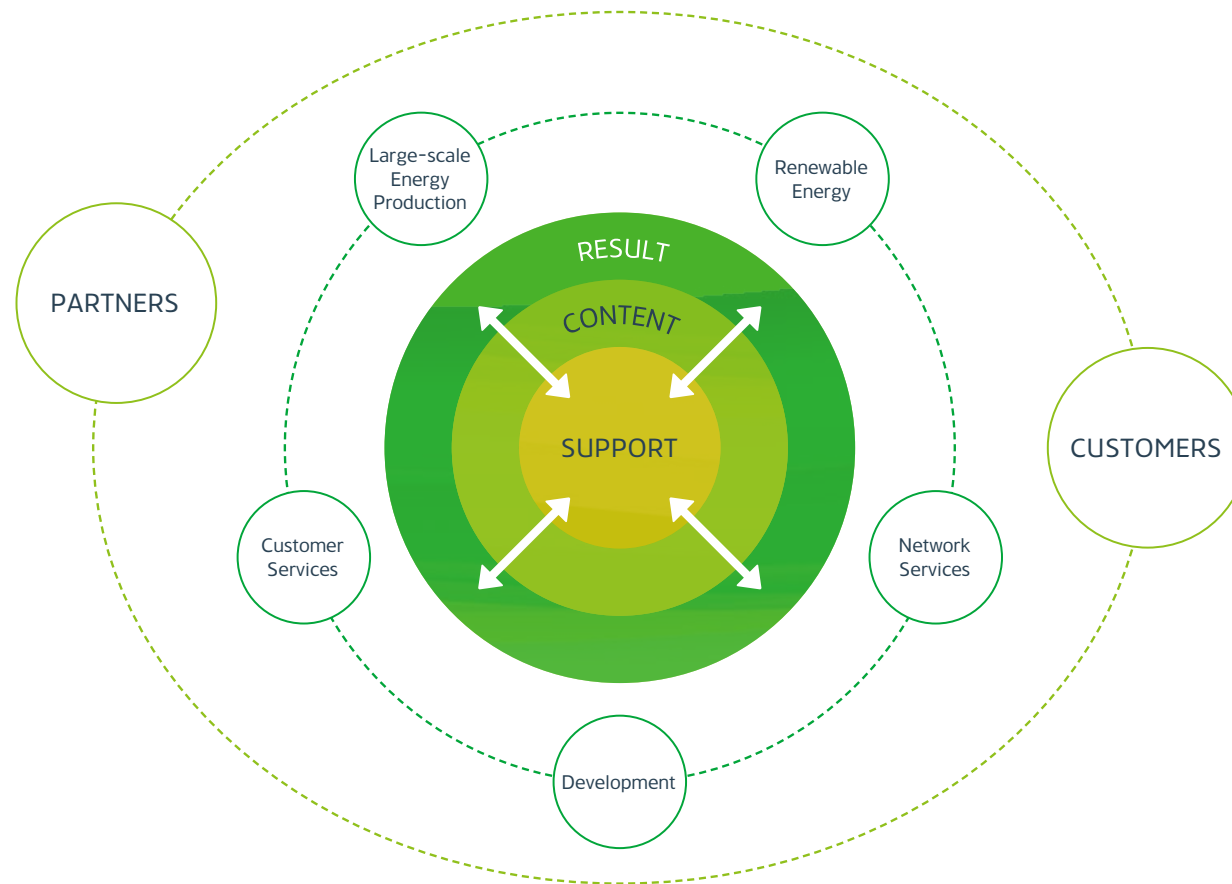 Large-scale
Energy
Production
Renewable
Energy
RESULT
PARTNERS
CONTENT
SUPPORT
CUSTOMERS
Customer
Services
Network
Services
Development